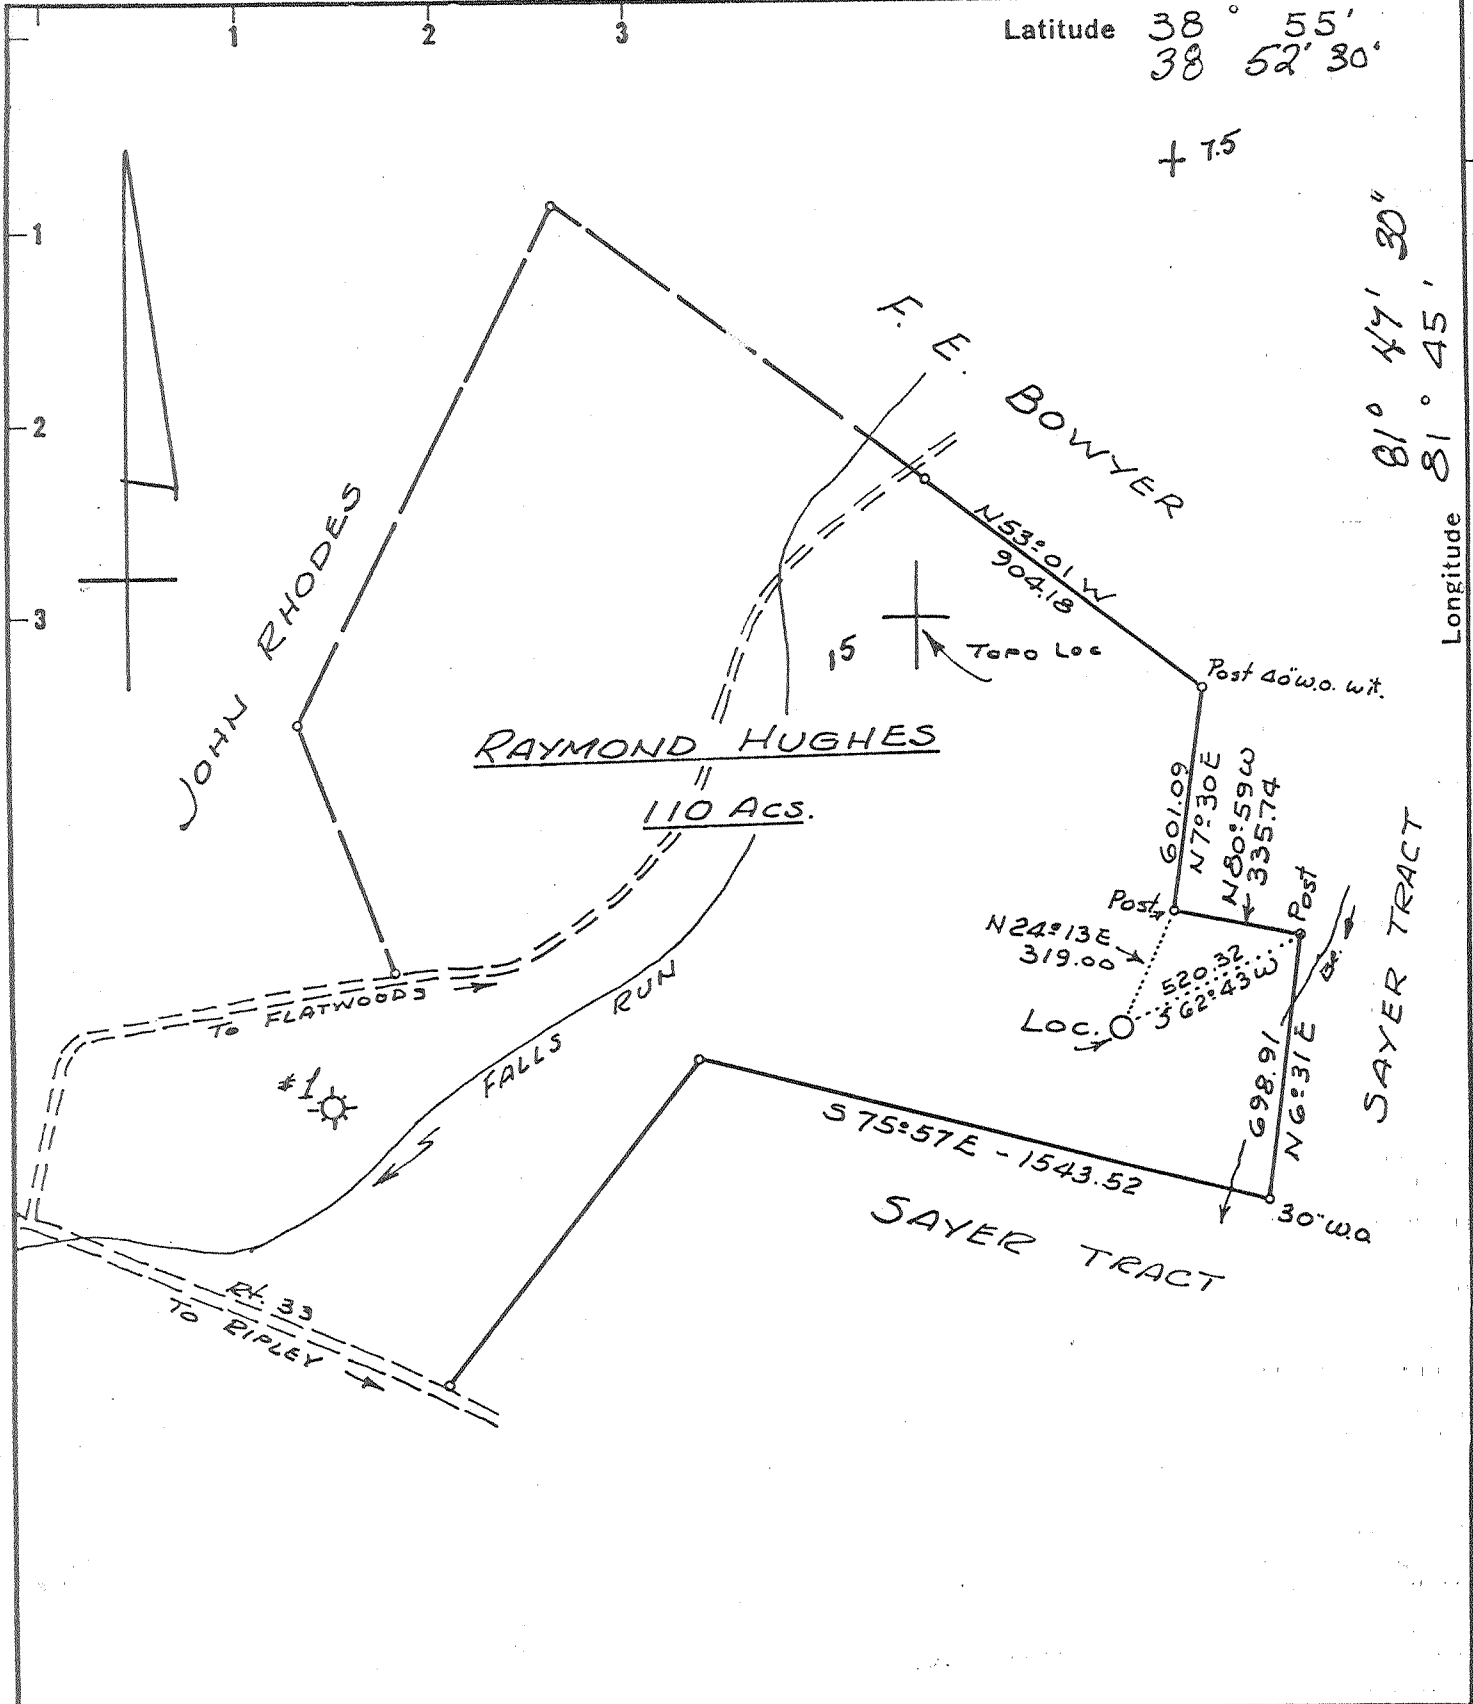 1 2 3
Latitude 38° 55'
38 52' 30'
+ 7.5
1
2
3
81° 47' 30"
Longitude 81° 45'
F. E. BOWYER
N53°01W
904.18
JOHN RHODES
15
TOPO LOC
Post 40" w.o. wit.
RAYMOND HUGHES
110 ACS.
601.09
N7°30E
N80°59W
335.74
Post
Post
N24°13E
319.00
520.32
S62°43W
LOC.
SAYER TRACT
698.91
N6°31E
TO FLATWOODS
FALLS RUN
#1
S75°57E - 1543.52
30" w.o.
SAYER TRACT
Rt. 33
TO RIPLEY